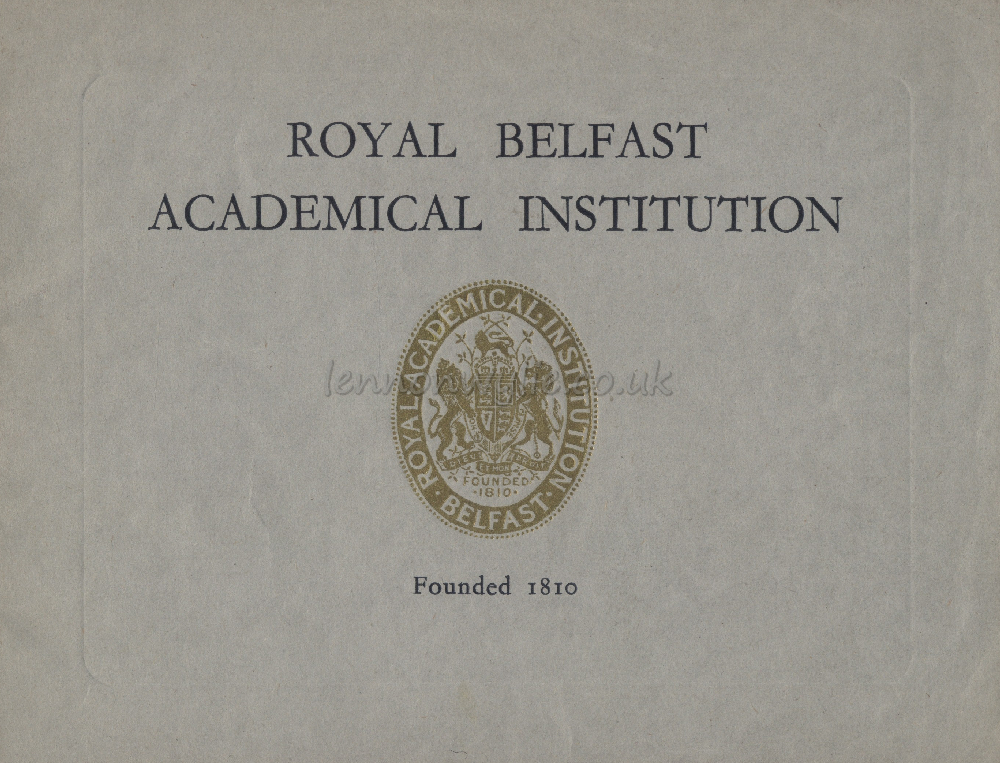 ROYAL BELFAST
ACADEMICAL INSTITUTION
ROYAL ACADEMICAL INSTITUTION
FOUNDED
·1810·
· BELFAST ·
Founded 1810